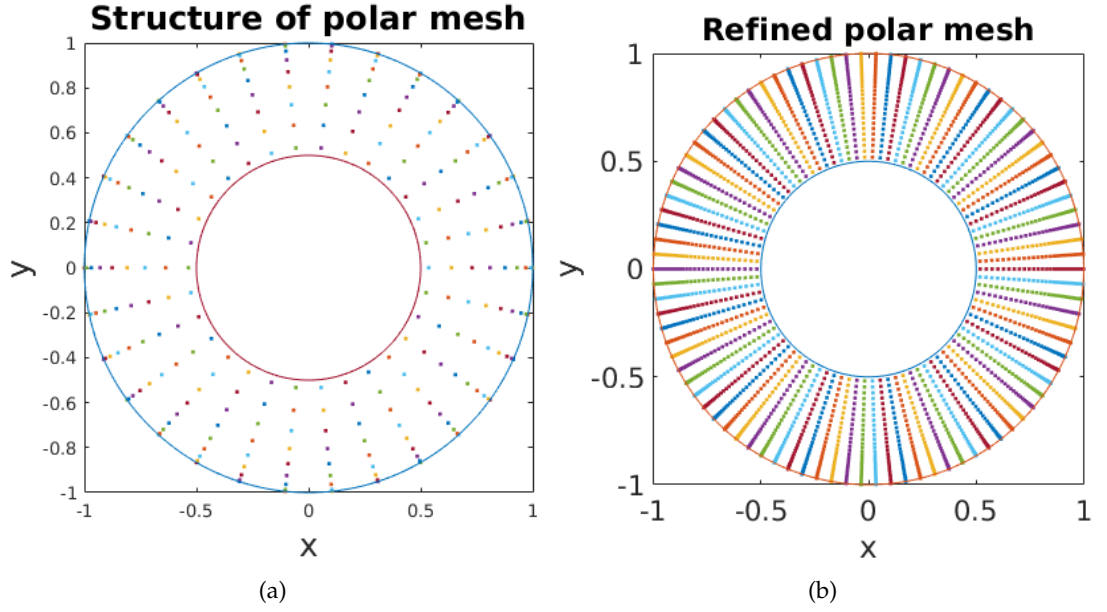 Structure of polar mesh
1
0.8
0.6
0.4
0.2
0
-0.2
-0.4
-0.6
-0.8
-1
y
-1 -0.5 0 0.5 1
x
(a)
Refined polar mesh
1
0.5
0
-0.5
-1
y
-1 -0.5 0 0.5 1
x
(b)